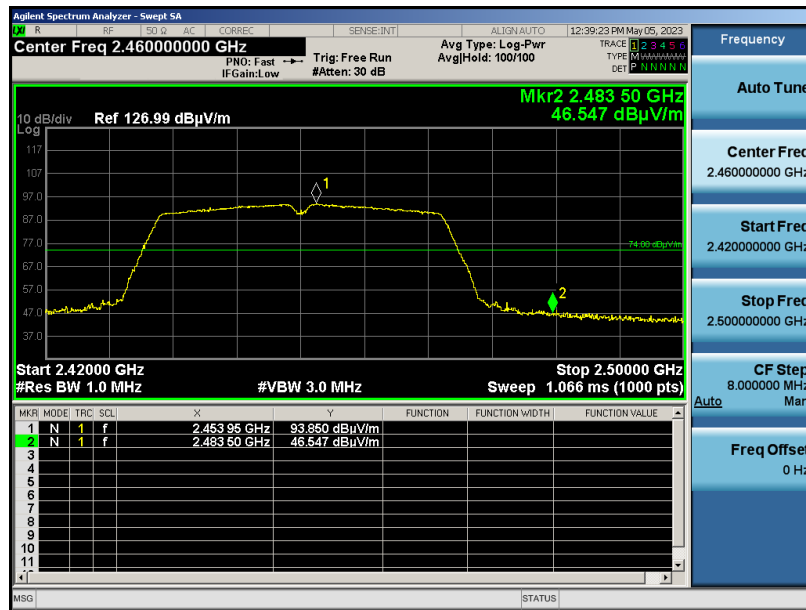 Agilent Spectrum Analyzer - Swept SA
LXI R RF 50 Ω AC CORREC SENSE:INT ALIGN AUTO 12:39:23 PM May 05, 2023
Center Freq 2.460000000 GHz
PNO: Fast
IFGain:Low
Trig: Free Run
#Atten: 30 dB
Avg Type: Log-Pwr
Avg|Hold: 100/100
TRACE 1 2 3 4 5 6
TYPE M
DET P N N N N N
Mkr2 2.483 50 GHz
46.547 dBµV/m
10 dB/div Ref 126.99 dBµV/m
Log
117
107
97.0
87.0
77.0
67.0
57.0
47.0
37.0
1
74.00 dBµV/m
2
Start 2.42000 GHz Stop 2.50000 GHz
#Res BW 1.0 MHz #VBW 3.0 MHz Sweep 1.066 ms (1000 pts)
MKR MODE TRC SCL X Y FUNCTION FUNCTION WIDTH FUNCTION VALUE
1 N 1 f 2.453 95 GHz 93.850 dBµV/m
2 N 1 f 2.483 50 GHz 46.547 dBµV/m
3
4
5
6
7
8
9
10
11
MSG STATUS
Frequency
Auto Tune
Center Freq
2.460000000 GHz
Start Freq
2.420000000 GHz
Stop Freq
2.500000000 GHz
CF Step
8.000000 MHz
Auto Man
Freq Offset
0 Hz